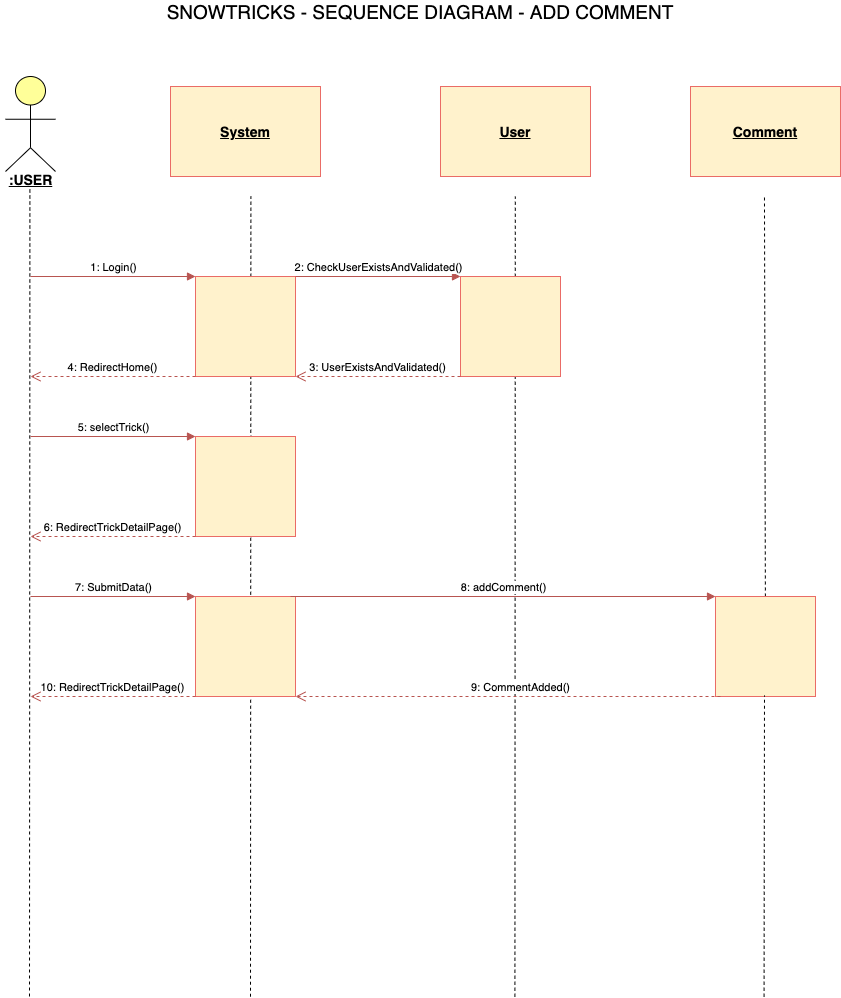 SNOWTRICKS - SEQUENCE DIAGRAM - ADD COMMENT
System
User
Comment
:USER
1: Login()
2: CheckUserExistsAndValidated()
4: RedirectHome()
3: UserExistsAndValidated()
5: selectTrick()
6: RedirectTrickDetailPage()
7: SubmitData()
8: addComment()
10: RedirectTrickDetailPage()
9: CommentAdded()